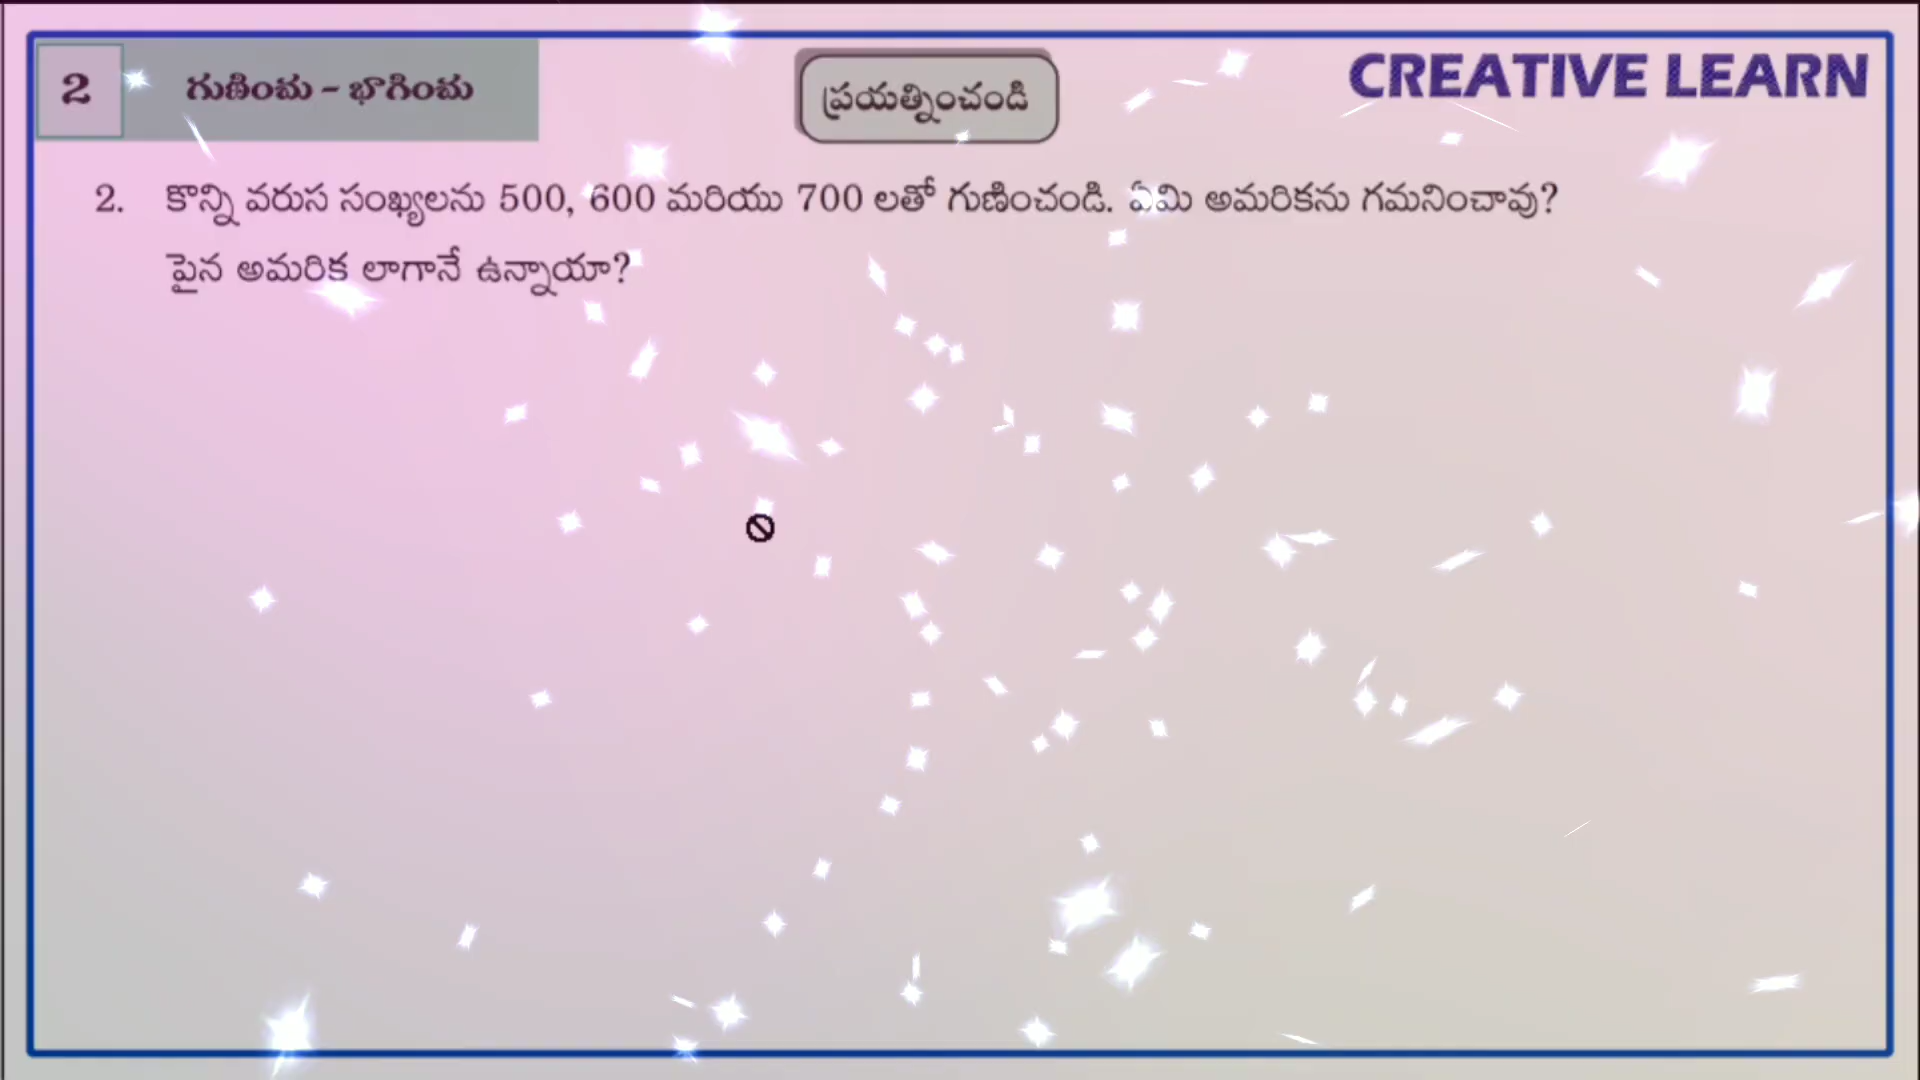 2 గుణించు - భాగించు
ప్రయత్నించండి
CREATIVE LEARN
2. కొన్ని వరుస సంఖ్యలను 500, 600 మరియు 700 లతో గుణించండి. ఏమి అమరికను గమనించావు?
పైన అమరిక లాగానే ఉన్నాయా?